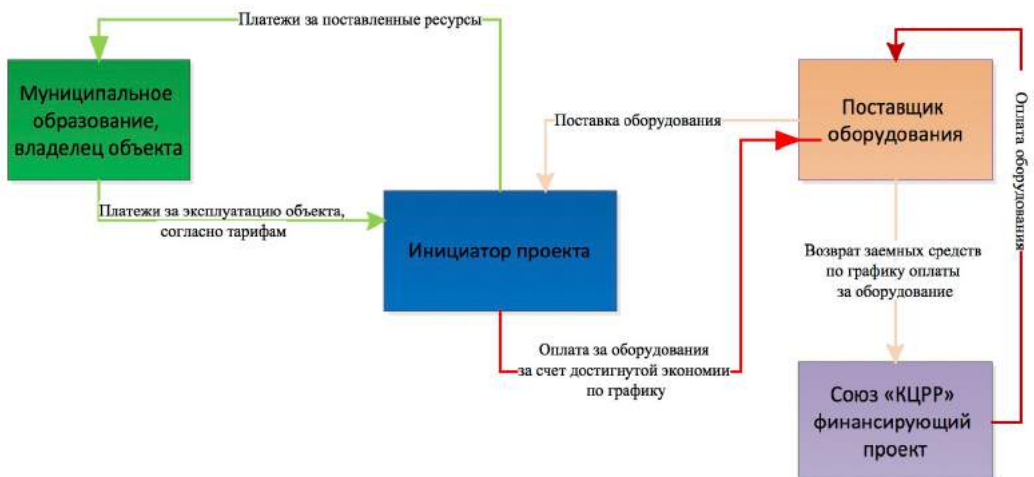 Платежи за поставленные ресурсы
Муниципальное
образование,
владелец объекта
Поставка оборудования
Поставщик
оборудования
Оплата оборудования
Платежи за эксплуатацию объекта,
согласно тарифам
Инициатор проекта
Возврат заемных средств
по графику оплаты
за оборудование
Оплата за оборудования
за счет достигнутой экономии
по графику
Союз «КЦРР»
финансирующий
проект